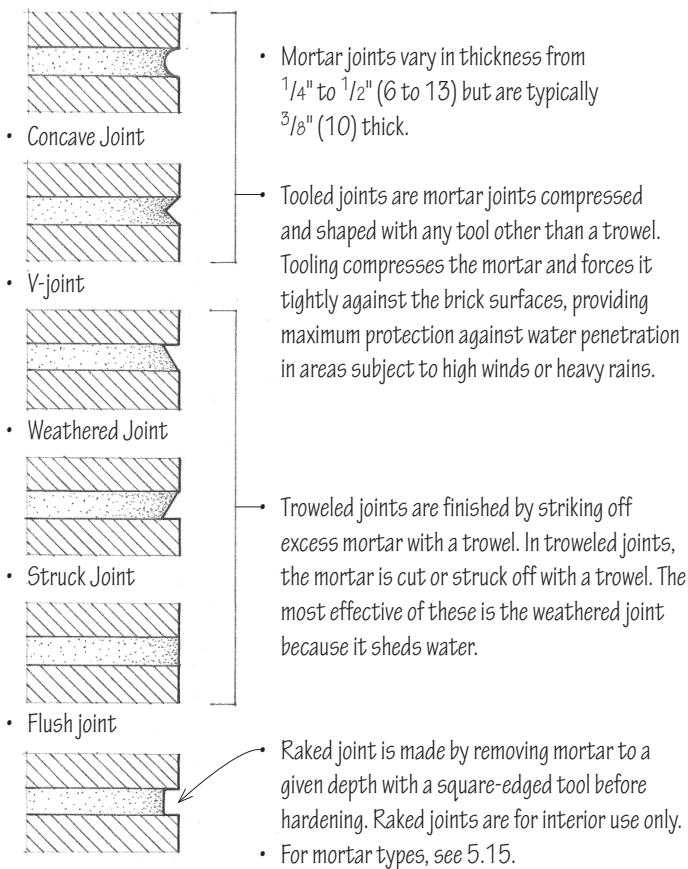 • Mortar joints vary in thickness from
1/4" to 1/2" (6 to 13) but are typically
3/8" (10) thick.
• Concave Joint
• Tooled joints are mortar joints compressed
and shaped with any tool other than a trowel.
Tooling compresses the mortar and forces it
tightly against the brick surfaces, providing
maximum protection against water penetration
in areas subject to high winds or heavy rains.
• V-joint
• Weathered Joint
• Troweled joints are finished by striking off
excess mortar with a trowel. In troweled joints,
the mortar is cut or struck off with a trowel. The
most effective of these is the weathered joint
because it sheds water.
• Struck Joint
• Flush joint
• Raked joint is made by removing mortar to a
given depth with a square-edged tool before
hardening. Raked joints are for interior use only.
• For mortar types, see 5.15.